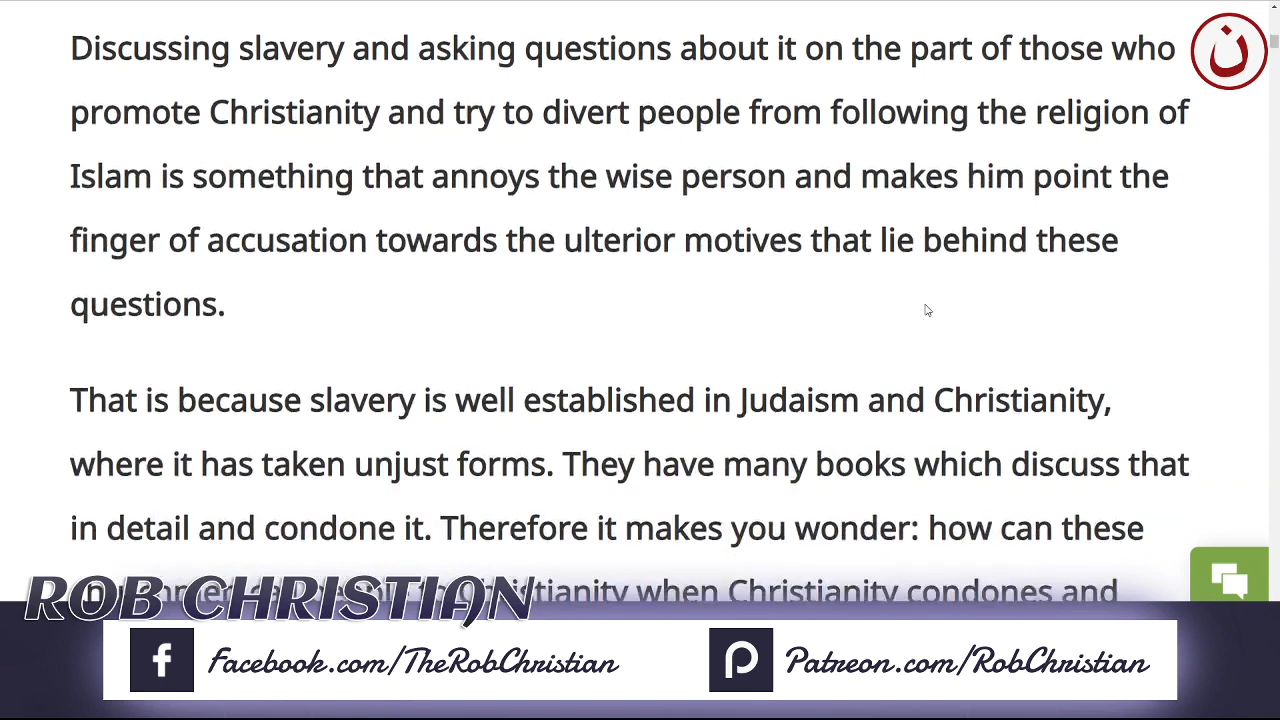 Discussing slavery and asking questions about it on the part of those who
ن
promote Christianity and try to divert people from following the religion of
Islam is something that annoys the wise person and makes him point the
finger of accusation towards the ulterior motives that lie behind these
questions.
That is because slavery is well established in Judaism and Christianity,
where it has taken unjust forms. They have many books which discuss that
in detail and condone it. Therefore it makes you wonder: how can these
Christianity when Christianity condones and
ROB CHRISTIAN
f Facebook.com/TheRobChristian
Patreon.com/RobChristian